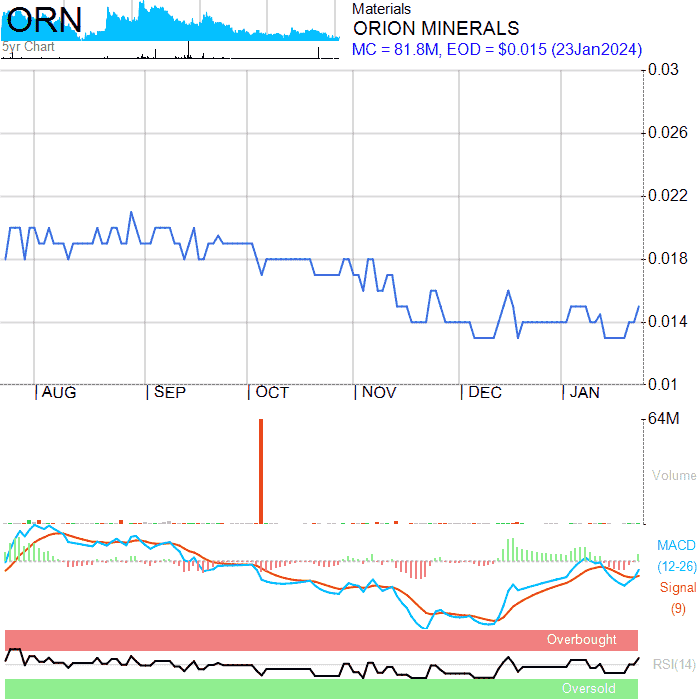 ORN
5yr Chart
Materials
ORION MINERALS
MC = 81.8M, EOD = $0.015 (23Jan2024)
0.03
0.026
0.022
0.018
0.014
0.01
AUG SEP OCT NOV DEC JAN
64M
Volume
MACD
(12-26)
Signal
(9)
Overbought
RSI(14)
Oversold